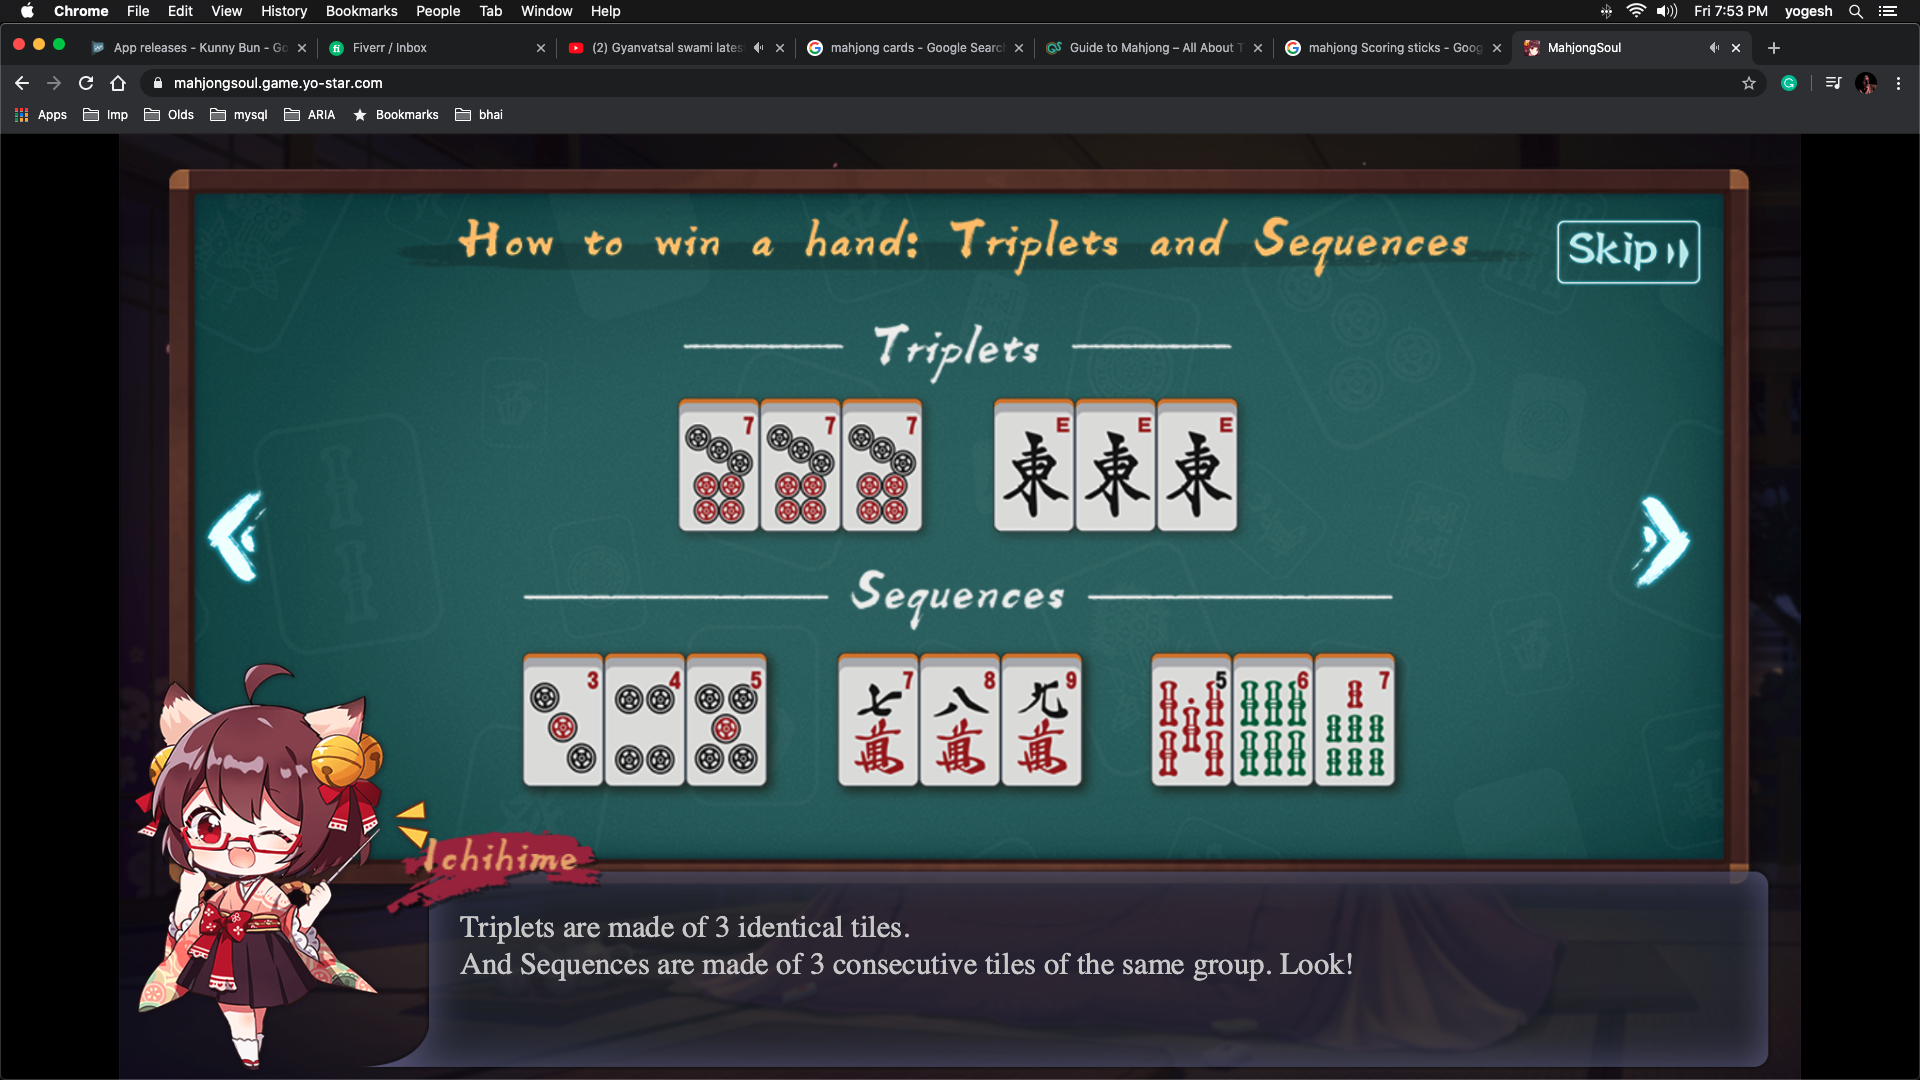 Chrome File Edit View History Bookmarks People Tab Window Help Fri 7:53 PM yogesh
App releases - Kunny Bun - Go Fiverr / Inbox (2) Gyanvatsal swami lates mahjong cards - Google Searc Guide to Mahjong – All About T mahjong Scoring sticks - Goog MahjongSoul
mahjongsoul.game.yo-star.com
Apps Imp Olds mysql ARIA Bookmarks bhai
How to win a hand: Triplets and Sequences
Skip
Triplets
7 7 7 E E E
東 東 東
Sequences
3 4 5 7 8 9 5 6 7
七 八 九
萬 萬 萬
Ichihime
Triplets are made of 3 identical tiles.
And Sequences are made of 3 consecutive tiles of the same group. Look!